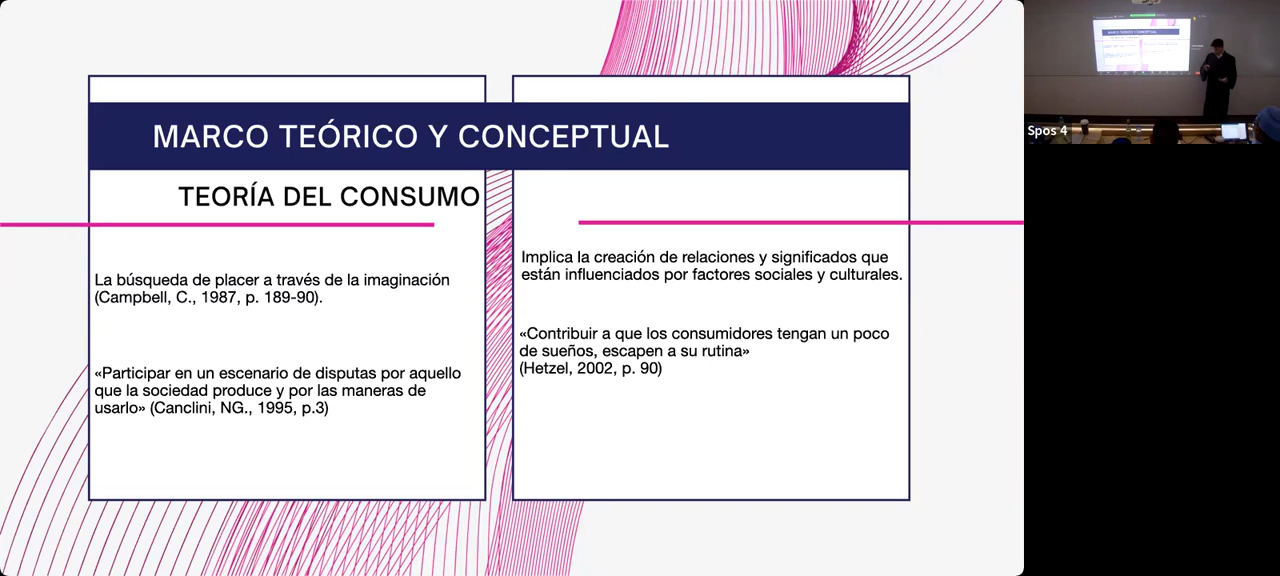 MARCO TEÓRICO Y CONCEPTUAL
TEORÍA DEL CONSUMO
La búsqueda de placer a través de la imaginación
(Campbell, C., 1987, p. 189-90).
«Participar en un escenario de disputas por aquello
que la sociedad produce y por las maneras de
usarlo» (Canclini, NG., 1995, p.3)
Implica la creación de relaciones y significados que
están influenciados por factores sociales y culturales.
«Contribuir a que los consumidores tengan un poco
de sueños, escapen a su rutina»
(Hetzel, 2002, p. 90)
Spos 4